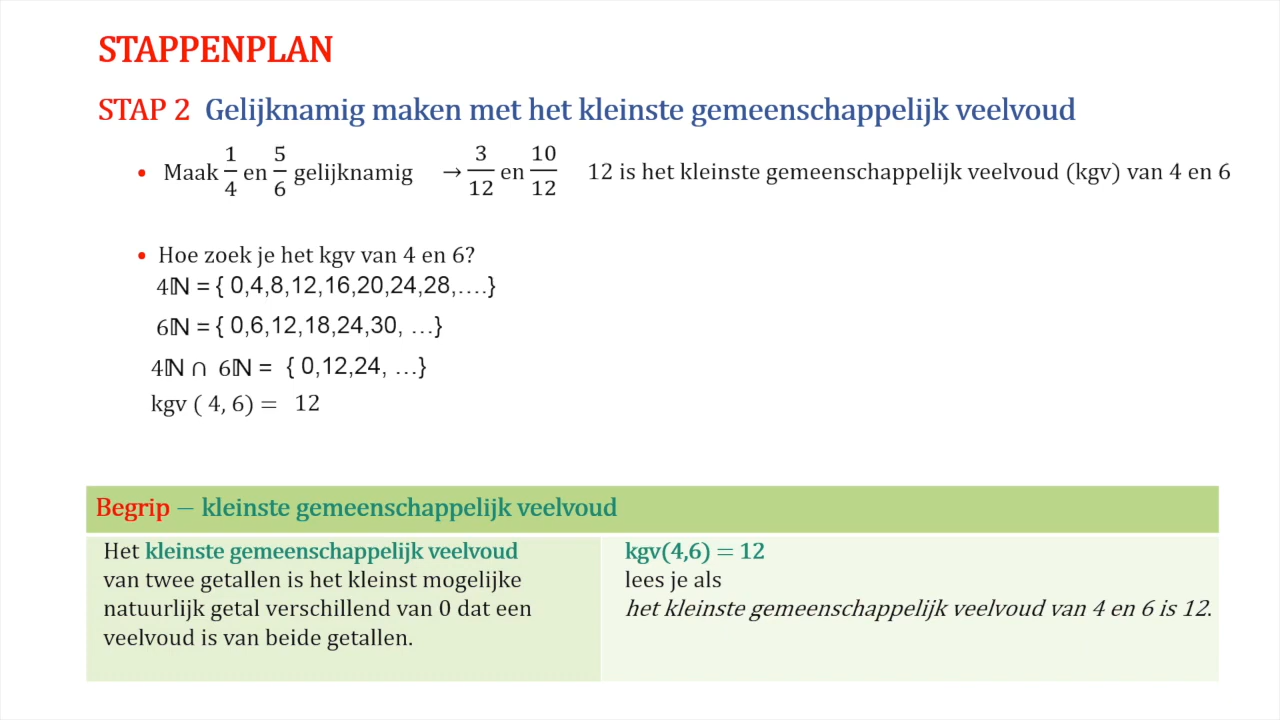 STAPPENPLAN
STAP 2 Gelijknamig maken met het kleinste gemeenschappelijk veelvoud
• Maak 1/4 en 5/6 gelijknamig → 3/12 en 10/12 12 is het kleinste gemeenschappelijk veelvoud (kgv) van 4 en 6
• Hoe zoek je het kgv van 4 en 6?
4ℕ = { 0,4,8,12,16,20,24,28,….}
6ℕ = { 0,6,12,18,24,30, …}
4ℕ ∩ 6ℕ = { 0,12,24, …}
kgv ( 4, 6) = 12
Begrip – kleinste gemeenschappelijk veelvoud
Het kleinste gemeenschappelijk veelvoud
van twee getallen is het kleinst mogelijke
natuurlijk getal verschillend van 0 dat een
veelvoud is van beide getallen.
kgv(4,6) = 12
lees je als
het kleinste gemeenschappelijk veelvoud van 4 en 6 is 12.